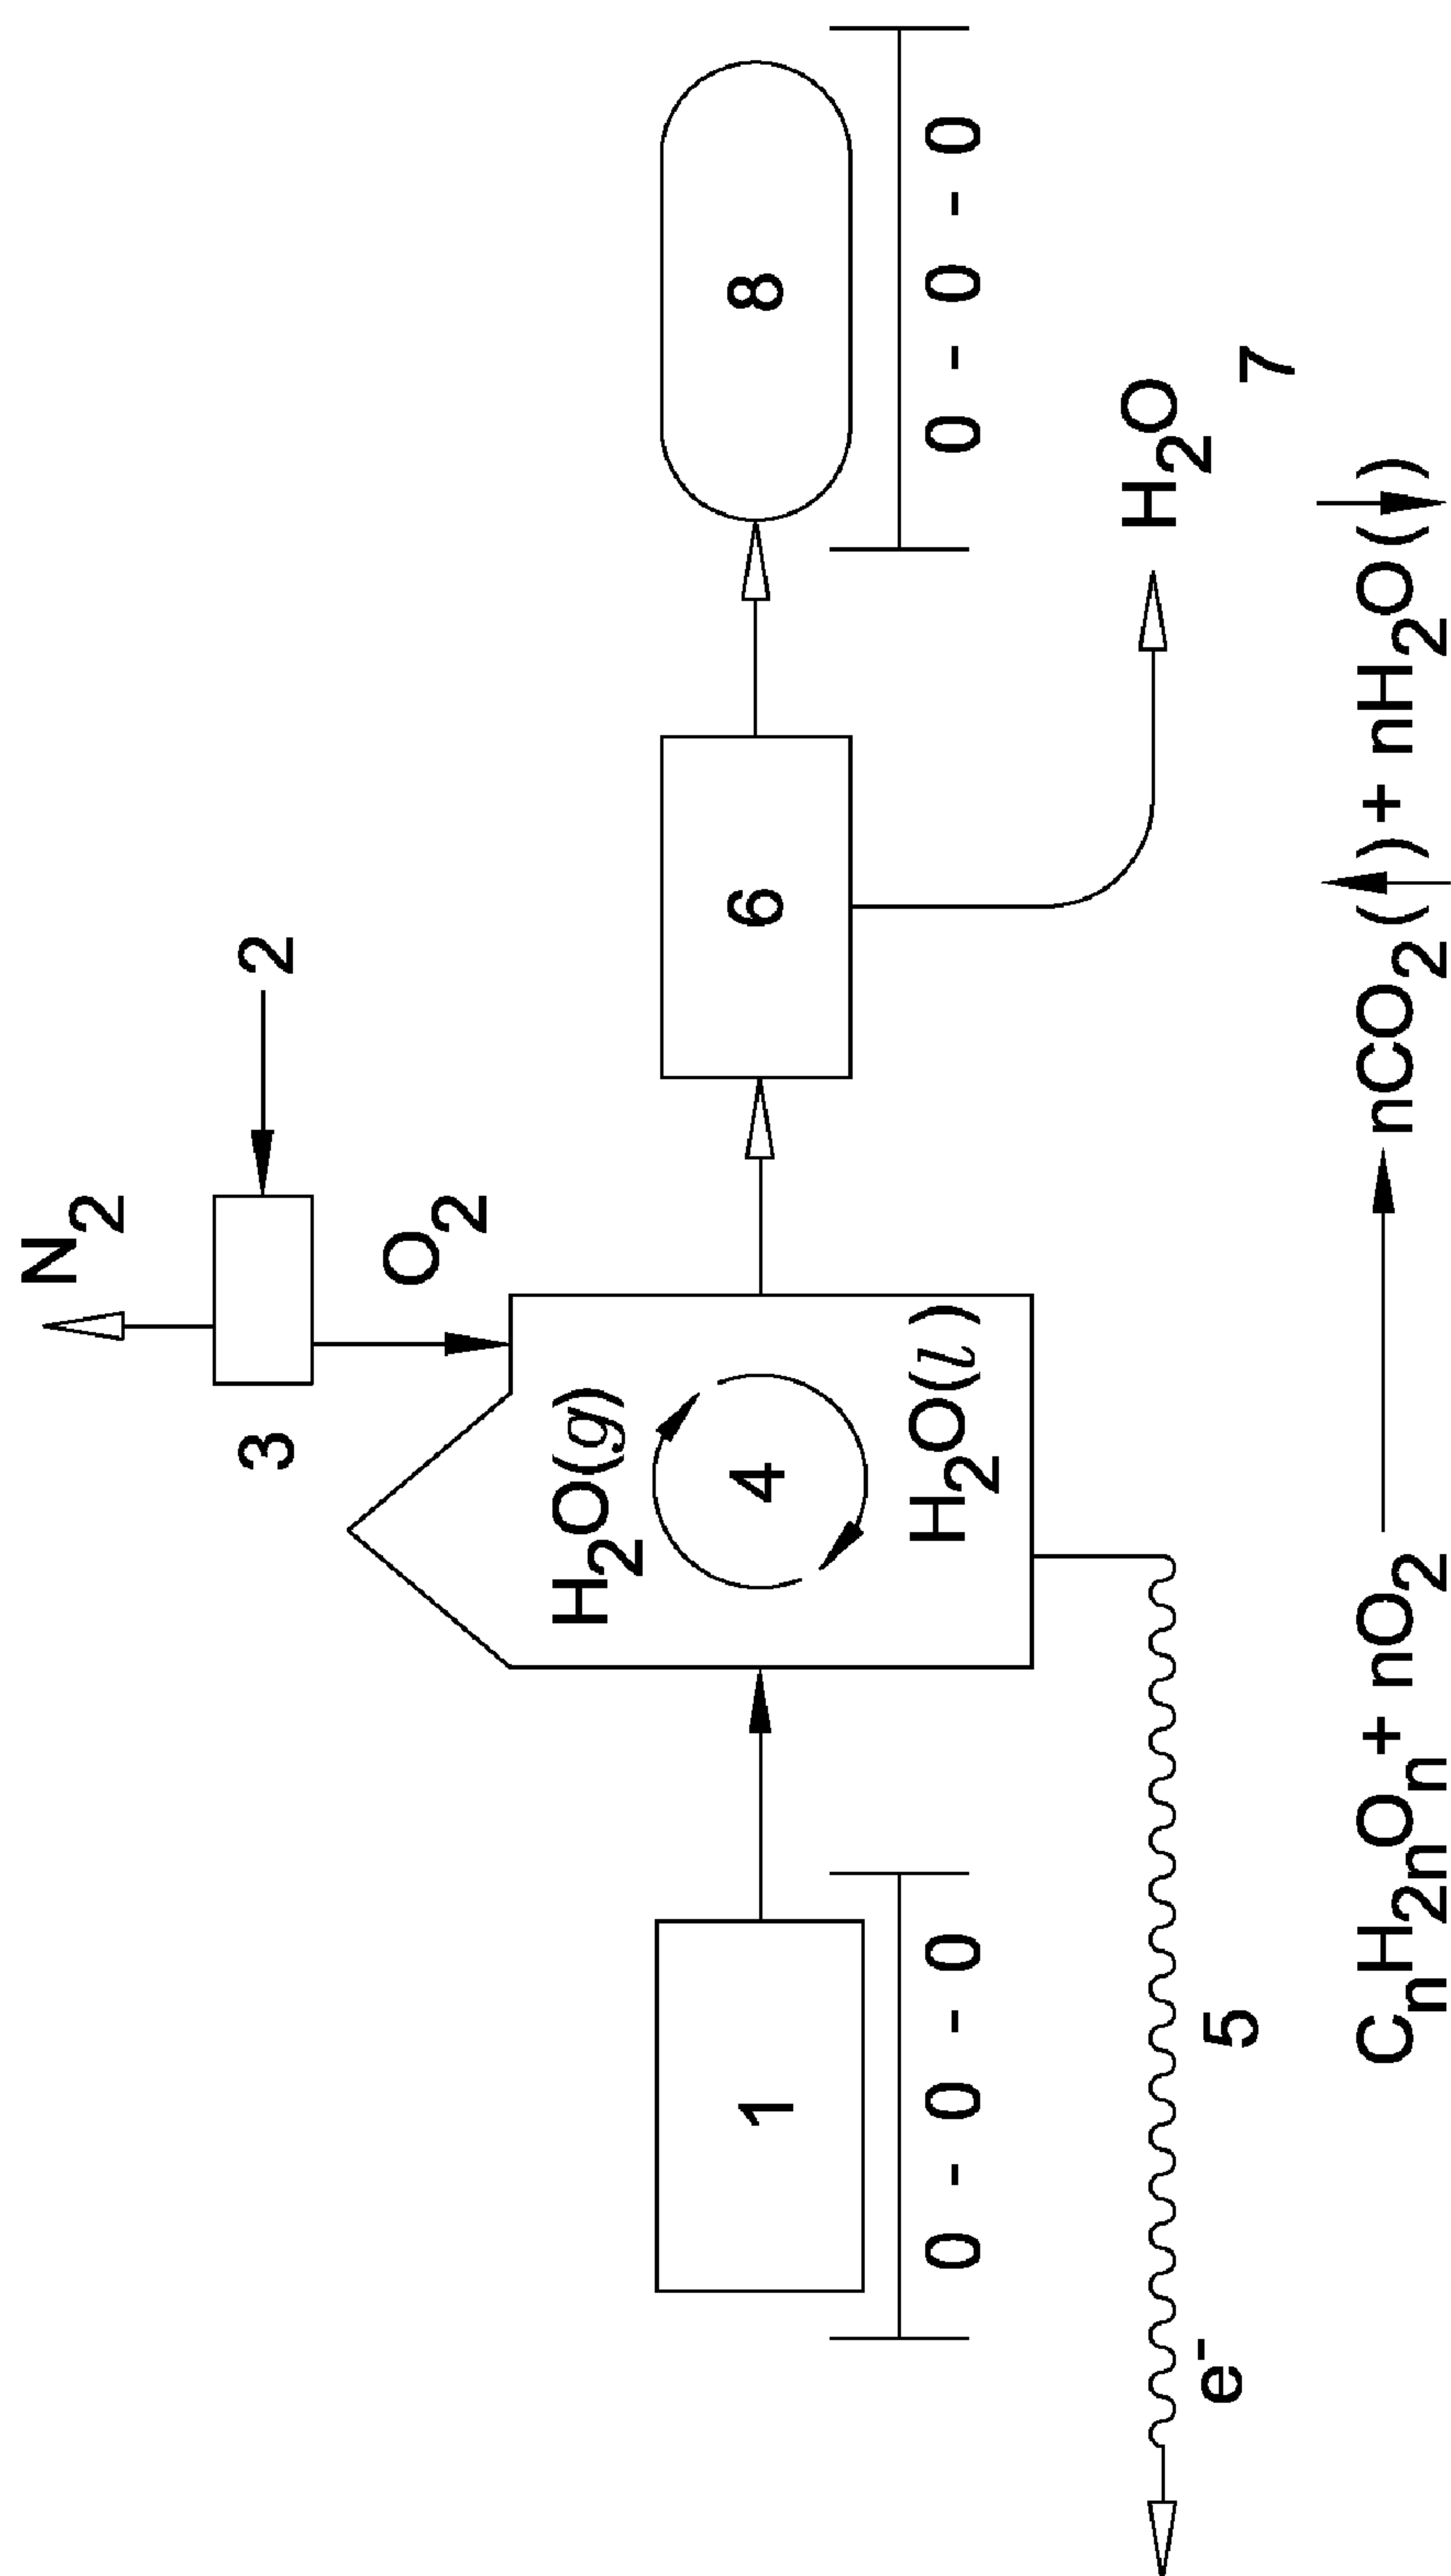 N2
3
2
O2
H2O(g)
4
H2O(l)
1
6
8
0 - 0 - 0
0 - 0 - 0
e-
5
H2O
7
CnH2nOn + nO2 → nCO2(↑) + nH2O(↓)